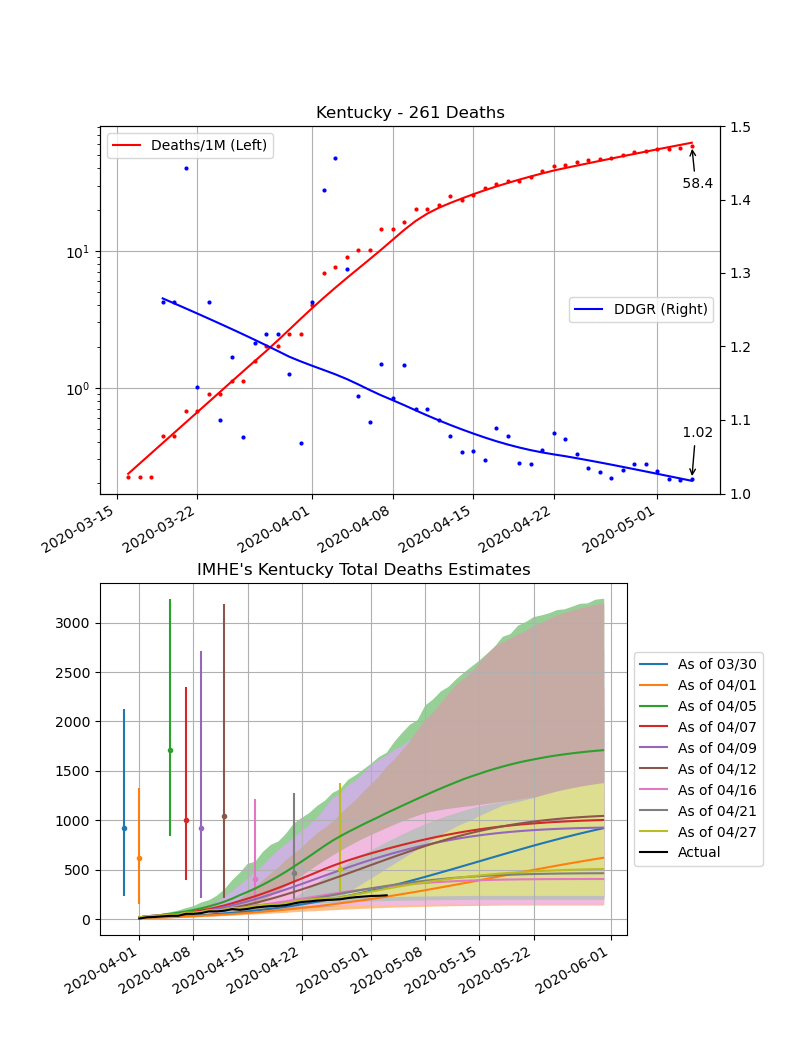 Kentucky - 261 Deaths
Deaths/1M (Left)
DDGR (Right)
58.4
1.02
10¹
10⁰
1.5
1.4
1.3
1.2
1.1
1.0
2020-03-15
2020-03-22
2020-04-01
2020-04-08
2020-04-15
2020-04-22
2020-05-01
IMHE's Kentucky Total Deaths Estimates
3000
2500
2000
1500
1000
500
0
2020-04-01
2020-04-08
2020-04-15
2020-04-22
2020-05-01
2020-05-08
2020-05-15
2020-05-22
2020-06-01
As of 03/30
As of 04/01
As of 04/05
As of 04/07
As of 04/09
As of 04/12
As of 04/16
As of 04/21
As of 04/27
Actual